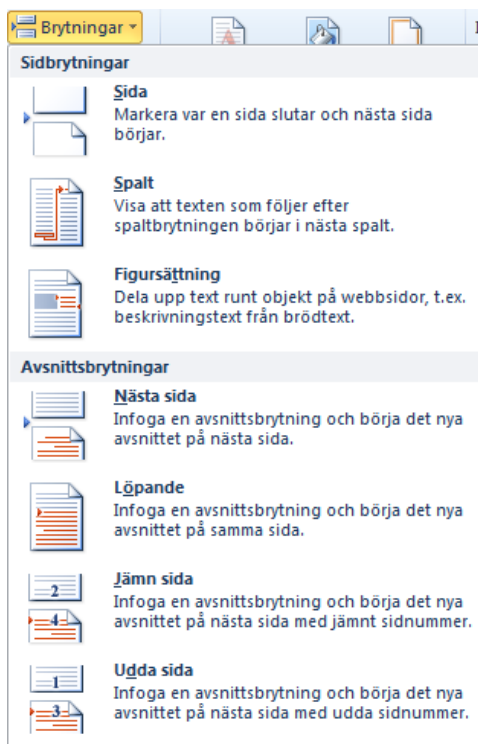 Brytningar
Sidbrytningar
Sida
Markera var en sida slutar och nästa sida
börjar.
Spalt
Visa att texten som följer efter
spaltbrytningen börjar i nästa spalt.
Figursättning
Dela upp text runt objekt på webbsidor, t.ex.
beskrivningstext från brödtext.
Avsnittsbrytningar
Nästa sida
Infoga en avsnittsbrytning och börja det nya
avsnittet på nästa sida.
Löpande
Infoga en avsnittsbrytning och börja det nya
avsnittet på samma sida.
2
4
Jämn sida
Infoga en avsnittsbrytning och börja det nya
avsnittet på nästa sida med jämnt sidnummer.
1
3
Udda sida
Infoga en avsnittsbrytning och börja det nya
avsnittet på nästa sida med udda sidnummer.